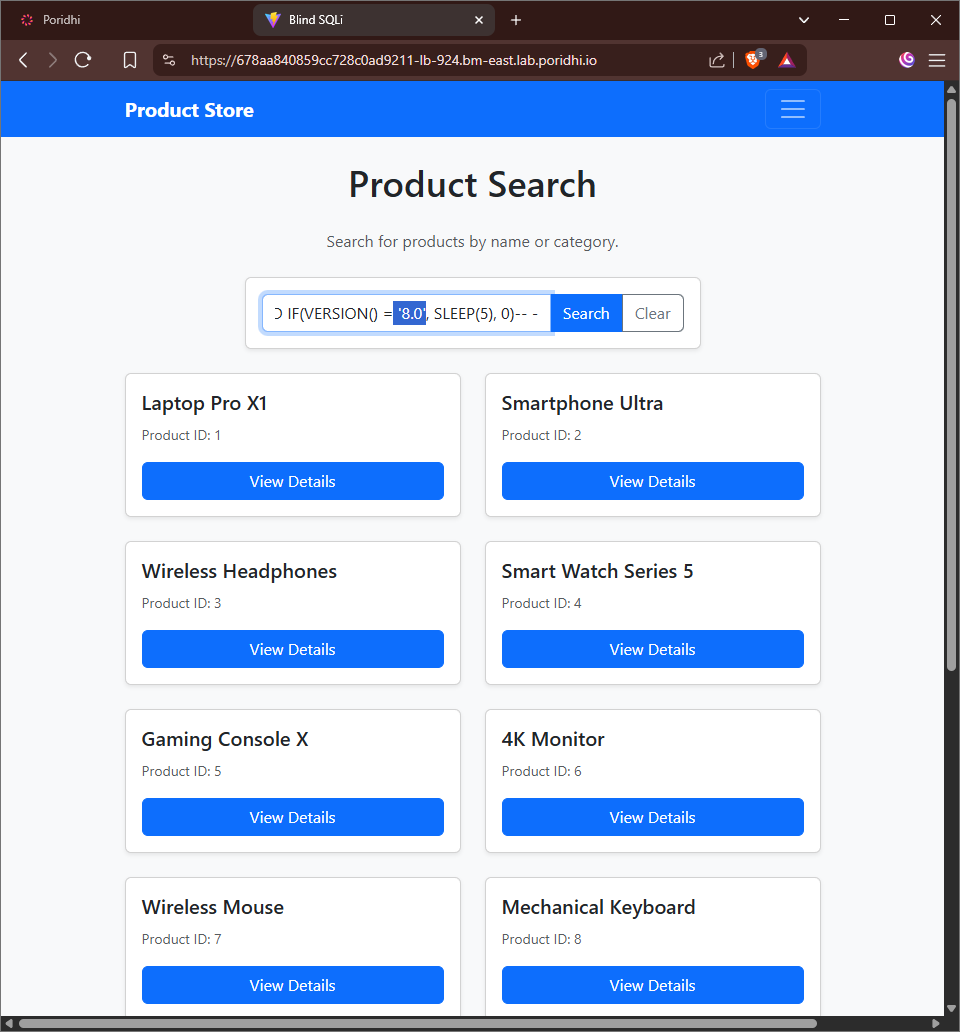 Poridhi
Blind SQLi
https://678aa840859cc728c0ad9211-lb-924.bm-east.lab.poridhi.io
3
Product Store
Product Search
Search for products by name or category.
IF(VERSION() = '8.0', SLEEP(5), 0)-- -
Search
Clear
Laptop Pro X1
Product ID: 1
View Details
Smartphone Ultra
Product ID: 2
View Details
Wireless Headphones
Product ID: 3
View Details
Smart Watch Series 5
Product ID: 4
View Details
Gaming Console X
Product ID: 5
View Details
4K Monitor
Product ID: 6
View Details
Wireless Mouse
Product ID: 7
View Details
Mechanical Keyboard
Product ID: 8
View Details